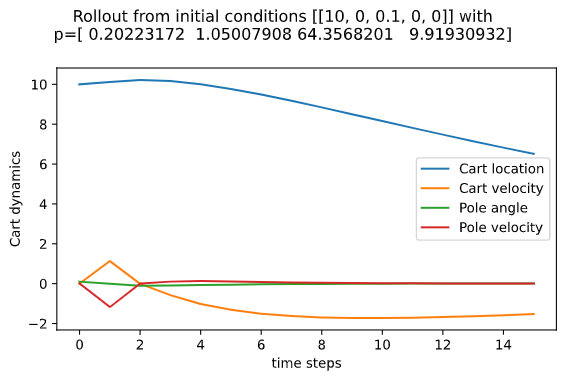 Rollout from initial conditions [[10, 0, 0.1, 0, 0]] with
p=[ 0.20223172 1.05007908 64.3568201 9.91930932]
10
8
6
4
2
0
−2
Cart dynamics
Cart location
Cart velocity
Pole angle
Pole velocity
0 2 4 6 8 10 12 14
time steps